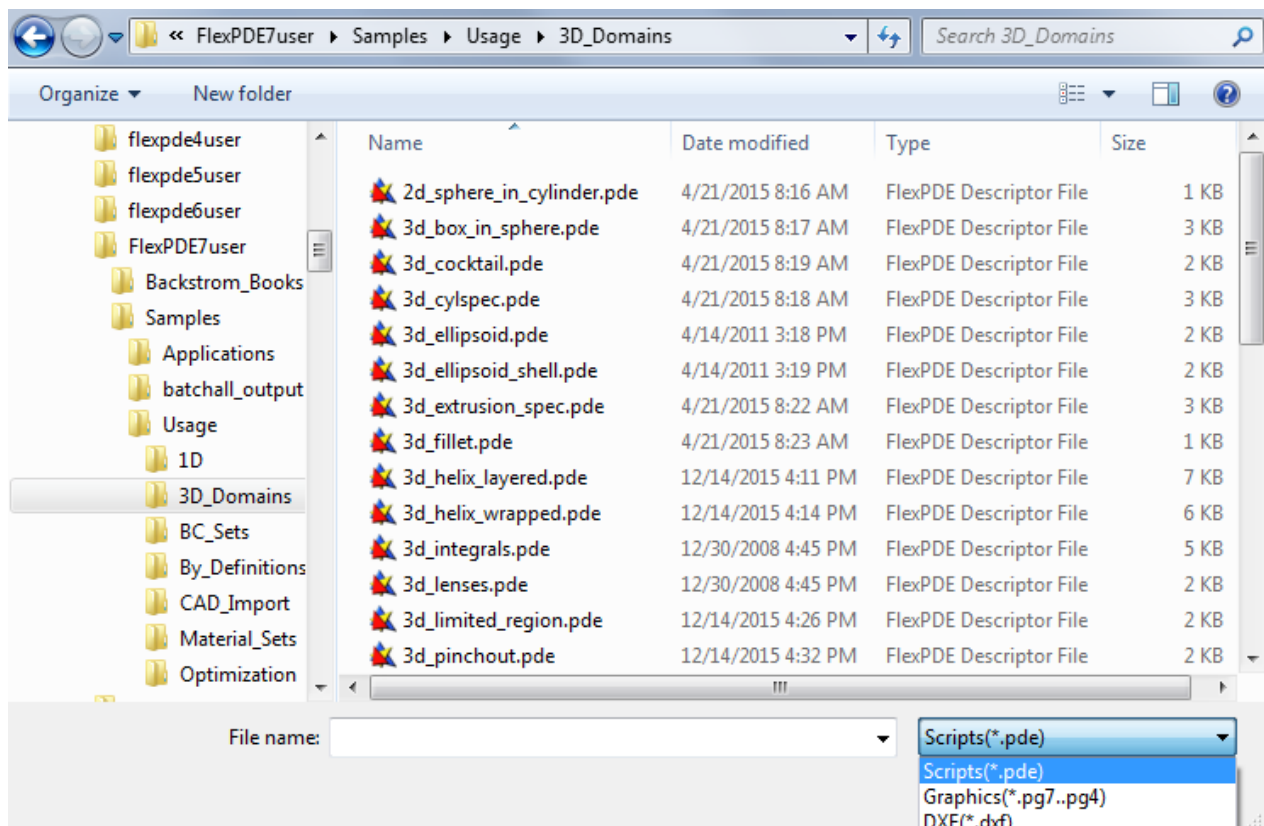 « FlexPDE7user Samples Usage 3D_Domains Search 3D_Domains
Organize New folder
flexpde4user
flexpde5user
flexpde6user
FlexPDE7user
Backstrom_Books
Samples
Applications
batchall_output
Usage
1D
3D_Domains
BC_Sets
By_Definitions
CAD_Import
Material_Sets
Optimization
Name Date modified Type Size
2d_sphere_in_cylinder.pde 4/21/2015 8:16 AM FlexPDE Descriptor File 1 KB
3d_box_in_sphere.pde 4/21/2015 8:17 AM FlexPDE Descriptor File 3 KB
3d_cocktail.pde 4/21/2015 8:19 AM FlexPDE Descriptor File 2 KB
3d_cylspec.pde 4/21/2015 8:18 AM FlexPDE Descriptor File 3 KB
3d_ellipsoid.pde 4/14/2011 3:18 PM FlexPDE Descriptor File 2 KB
3d_ellipsoid_shell.pde 4/14/2011 3:19 PM FlexPDE Descriptor File 2 KB
3d_extrusion_spec.pde 4/21/2015 8:22 AM FlexPDE Descriptor File 3 KB
3d_fillet.pde 4/21/2015 8:23 AM FlexPDE Descriptor File 1 KB
3d_helix_layered.pde 12/14/2015 4:11 PM FlexPDE Descriptor File 7 KB
3d_helix_wrapped.pde 12/14/2015 4:14 PM FlexPDE Descriptor File 6 KB
3d_integrals.pde 12/30/2008 4:45 PM FlexPDE Descriptor File 5 KB
3d_lenses.pde 12/30/2008 4:45 PM FlexPDE Descriptor File 2 KB
3d_limited_region.pde 12/14/2015 4:26 PM FlexPDE Descriptor File 2 KB
3d_pinchout.pde 12/14/2015 4:32 PM FlexPDE Descriptor File 2 KB
File name: Scripts(*.pde)
Scripts(*.pde)
Graphics(*.pg7..pg4)
DXF(*.dxf)